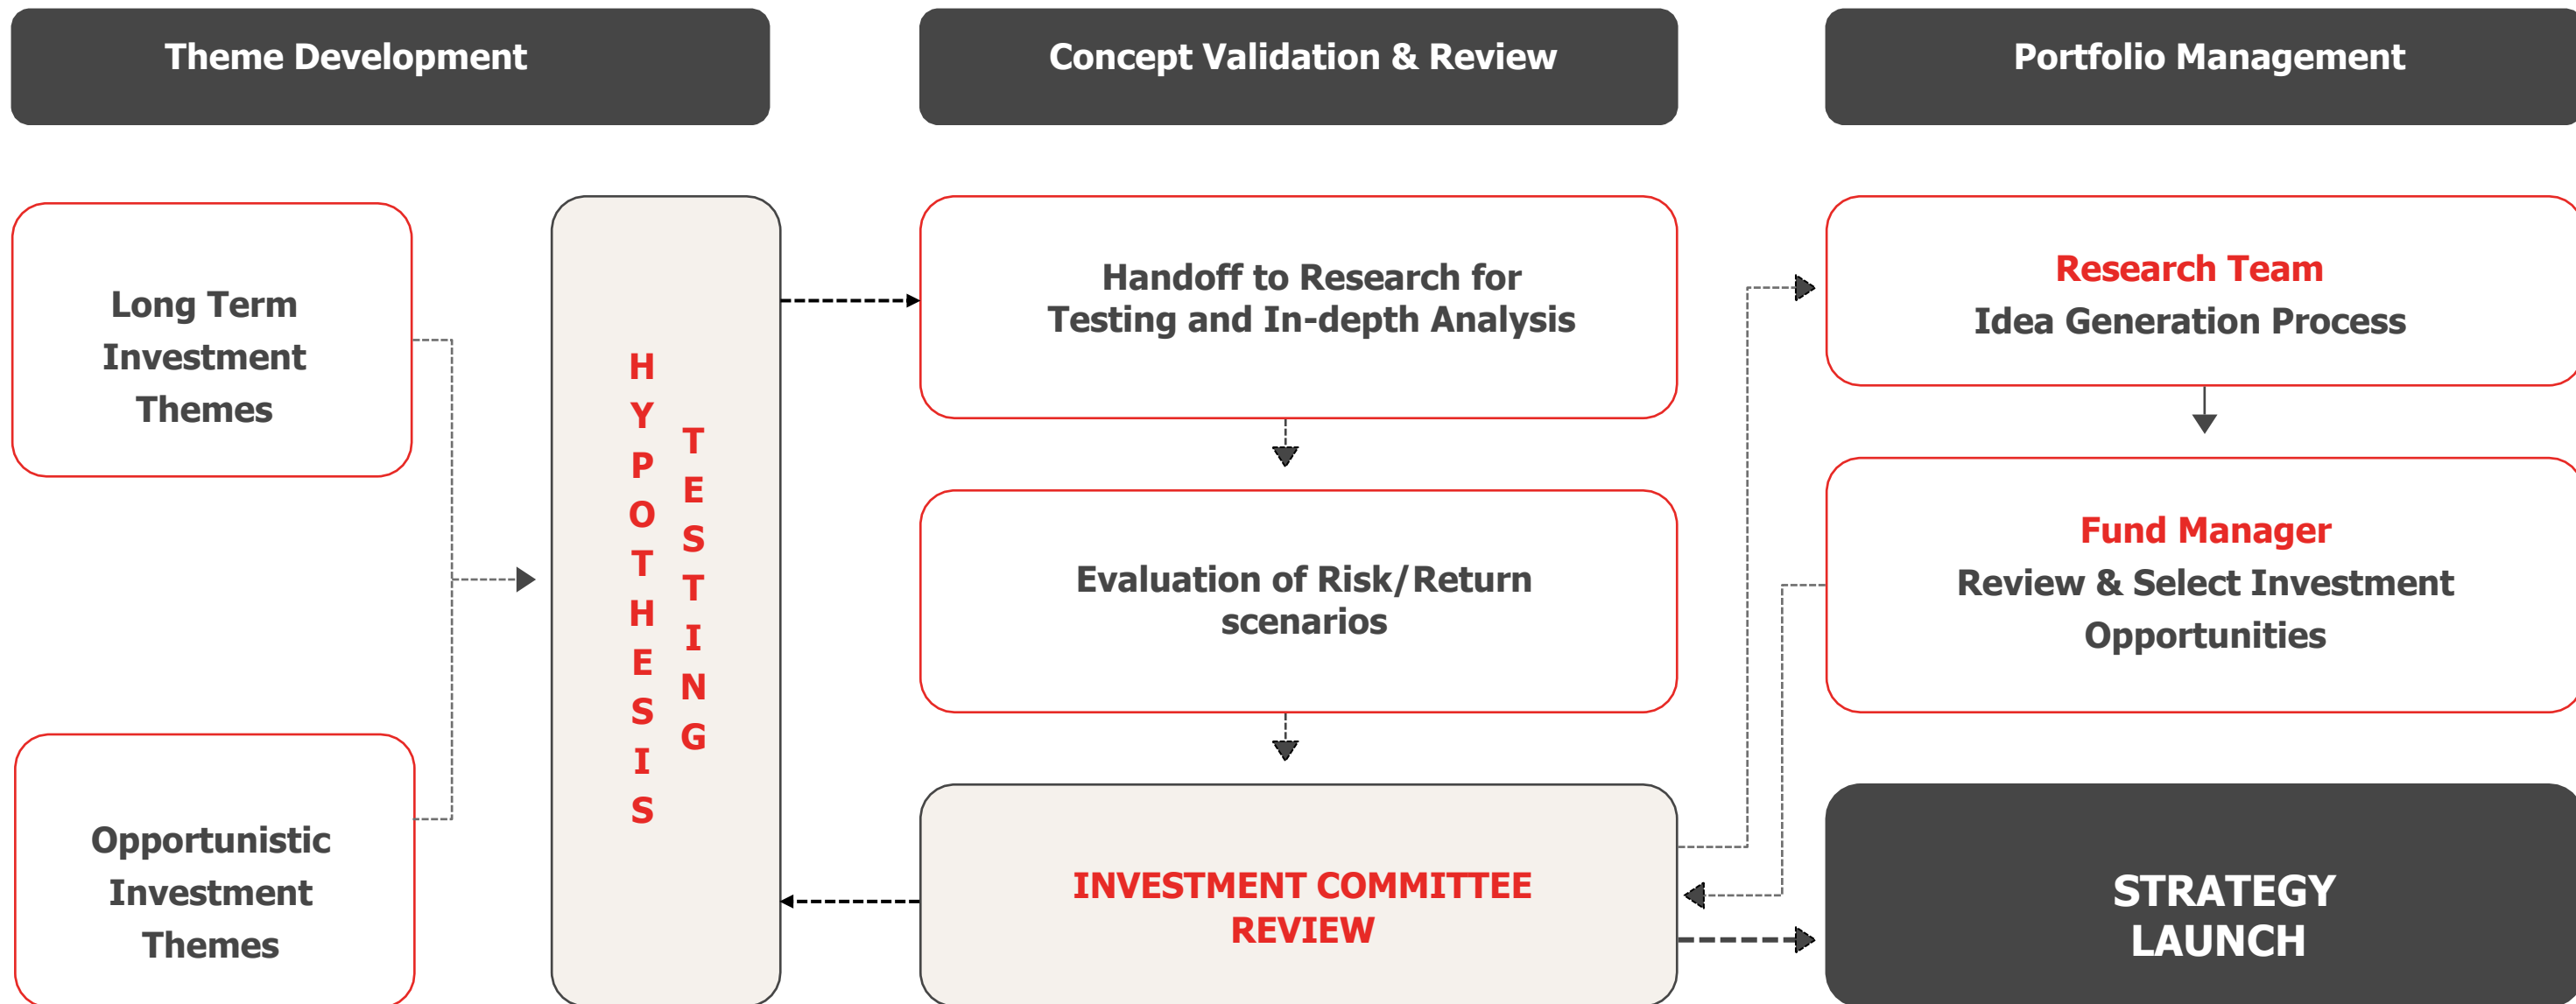 Theme Development
Concept Validation & Review
Portfolio Management
Long Term
Investment
Themes
Opportunistic
Investment
Themes
HYPOTHESIS
TESTING
Handoff to Research for
Testing and In-depth Analysis
Evaluation of Risk/Return
scenarios
INVESTMENT COMMITTEE
REVIEW
Research Team
Idea Generation Process
Fund Manager
Review & Select Investment
Opportunities
STRATEGY
LAUNCH